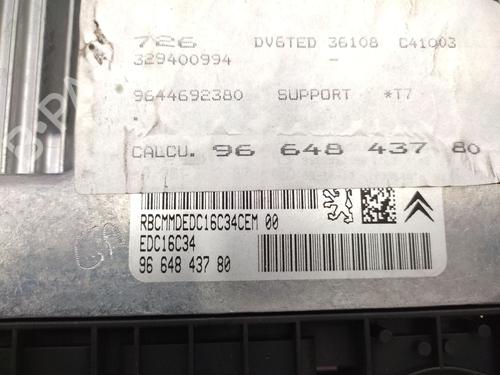 726 DV6TED 36108 C41003
329400994 -
9644692380 SUPPORT *T7
.
CALCU. 96 648 437 80
RBCMMDEDC16C34CEM 00
EDC16C34
96 648 437 80